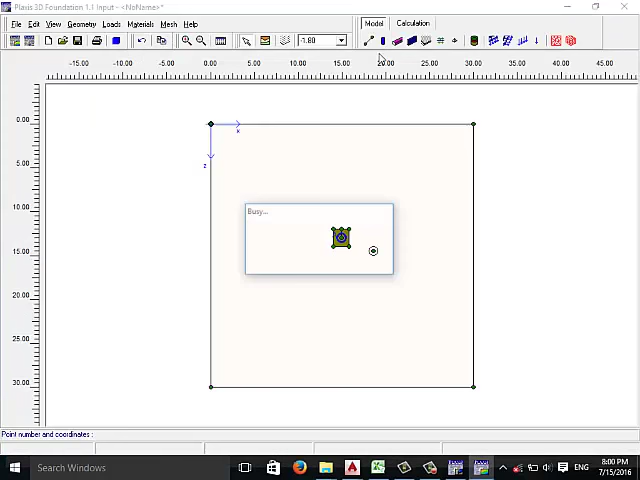 Plaxis 3D Foundation 1.1 Input - <NoName>*
File Edit View Geometry Loads Materials Mesh Help
Model Calculation
-1.80
-15.00 -10.00 -5.00 0.00 5.00 10.00 15.00 20.00 25.00 30.00 35.00 40.00 45.00
0.00
x
z
5.00
10.00
Busy...
15.00
20.00
25.00
30.00
Point number and coordinates :
Search Windows
ENG
8:00 PM
7/15/2016